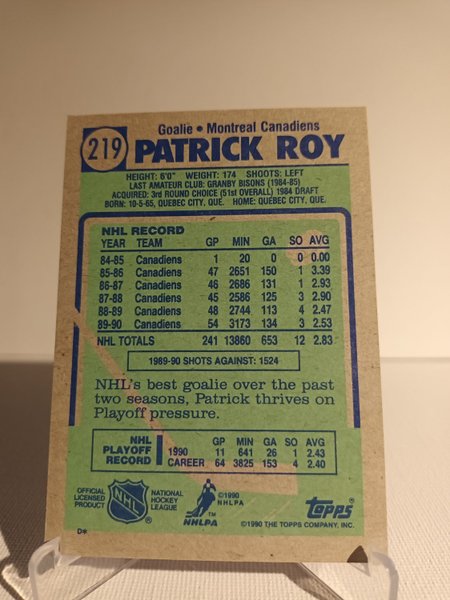 219
Goalie • Montreal Canadiens
PATRICK ROY
HEIGHT: 6'0" WEIGHT: 174 SHOOTS: LEFT
LAST AMATEUR CLUB: GRANBY BISONS (1984-85)
ACQUIRED: 3rd ROUND CHOICE (51st OVERALL) 1984 DRAFT
BORN: 10-5-65, QUEBEC CITY, QUE. HOME: QUÉBEC CITY, QUE.
NHL RECORD
YEAR TEAM GP MIN GA SO AVG
84-85 Canadiens 1 20 0 0 0.00
85-86 Canadiens 47 2651 150 1 3.39
86-87 Canadiens 46 2686 131 1 2.93
87-88 Canadiens 45 2586 125 3 2.90
88-89 Canadiens 48 2744 113 4 2.47
89-90 Canadiens 54 3173 134 3 2.53
NHL TOTALS 241 13860 653 12 2.83
1989-90 SHOTS AGAINST: 1524
NHL's best goalie over the past
two seasons, Patrick thrives on
Playoff pressure.
NHL PLAYOFF RECORD
GP MIN GA SO AVG
1990 11 641 26 1 2.43
CAREER 64 3825 153 4 2.40
OFFICIAL
LICENSED
PRODUCT
NHL
NATIONAL
HOCKEY
LEAGUE
©1990
NHLPA
TM
NHLPA
Topps
©1990 THE TOPPS COMPANY, INC.
D*